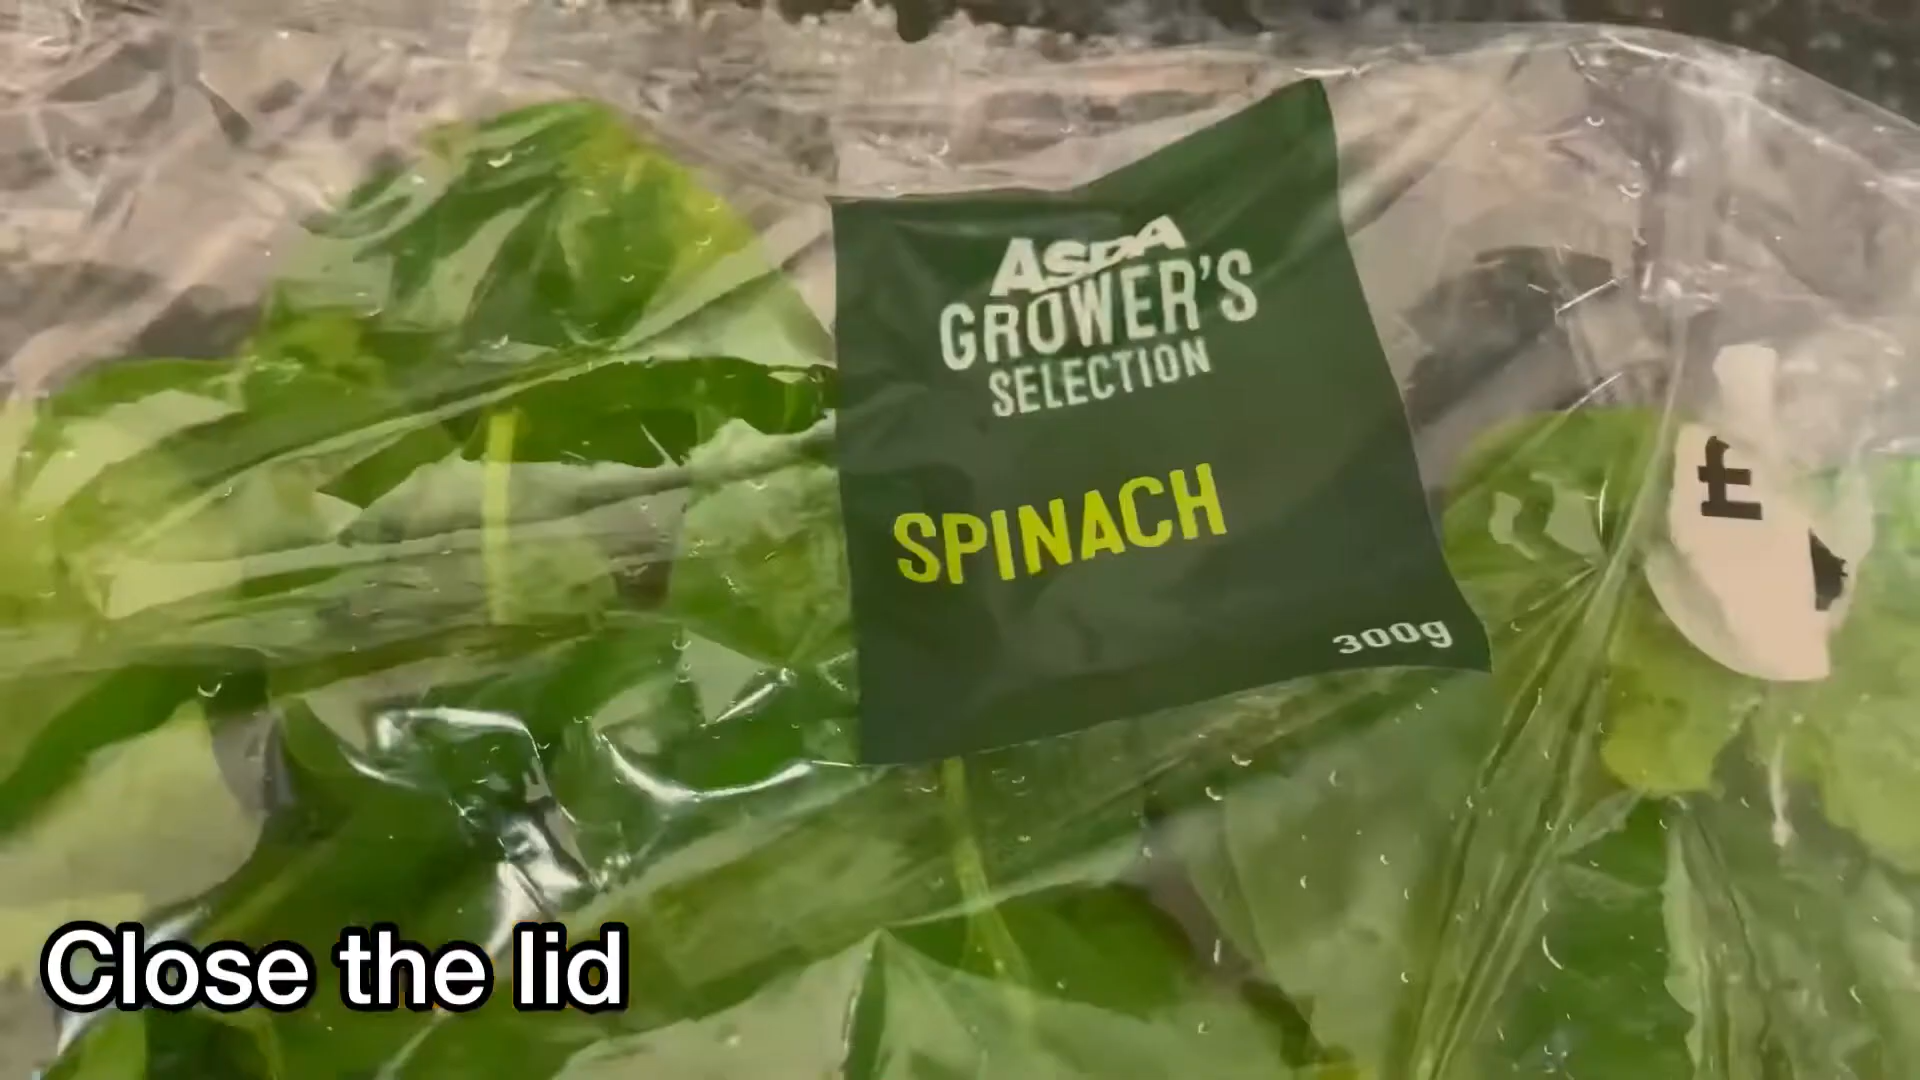 ASDA
GROWER'S
SELECTION
SPINACH
300g
£
Close the lid